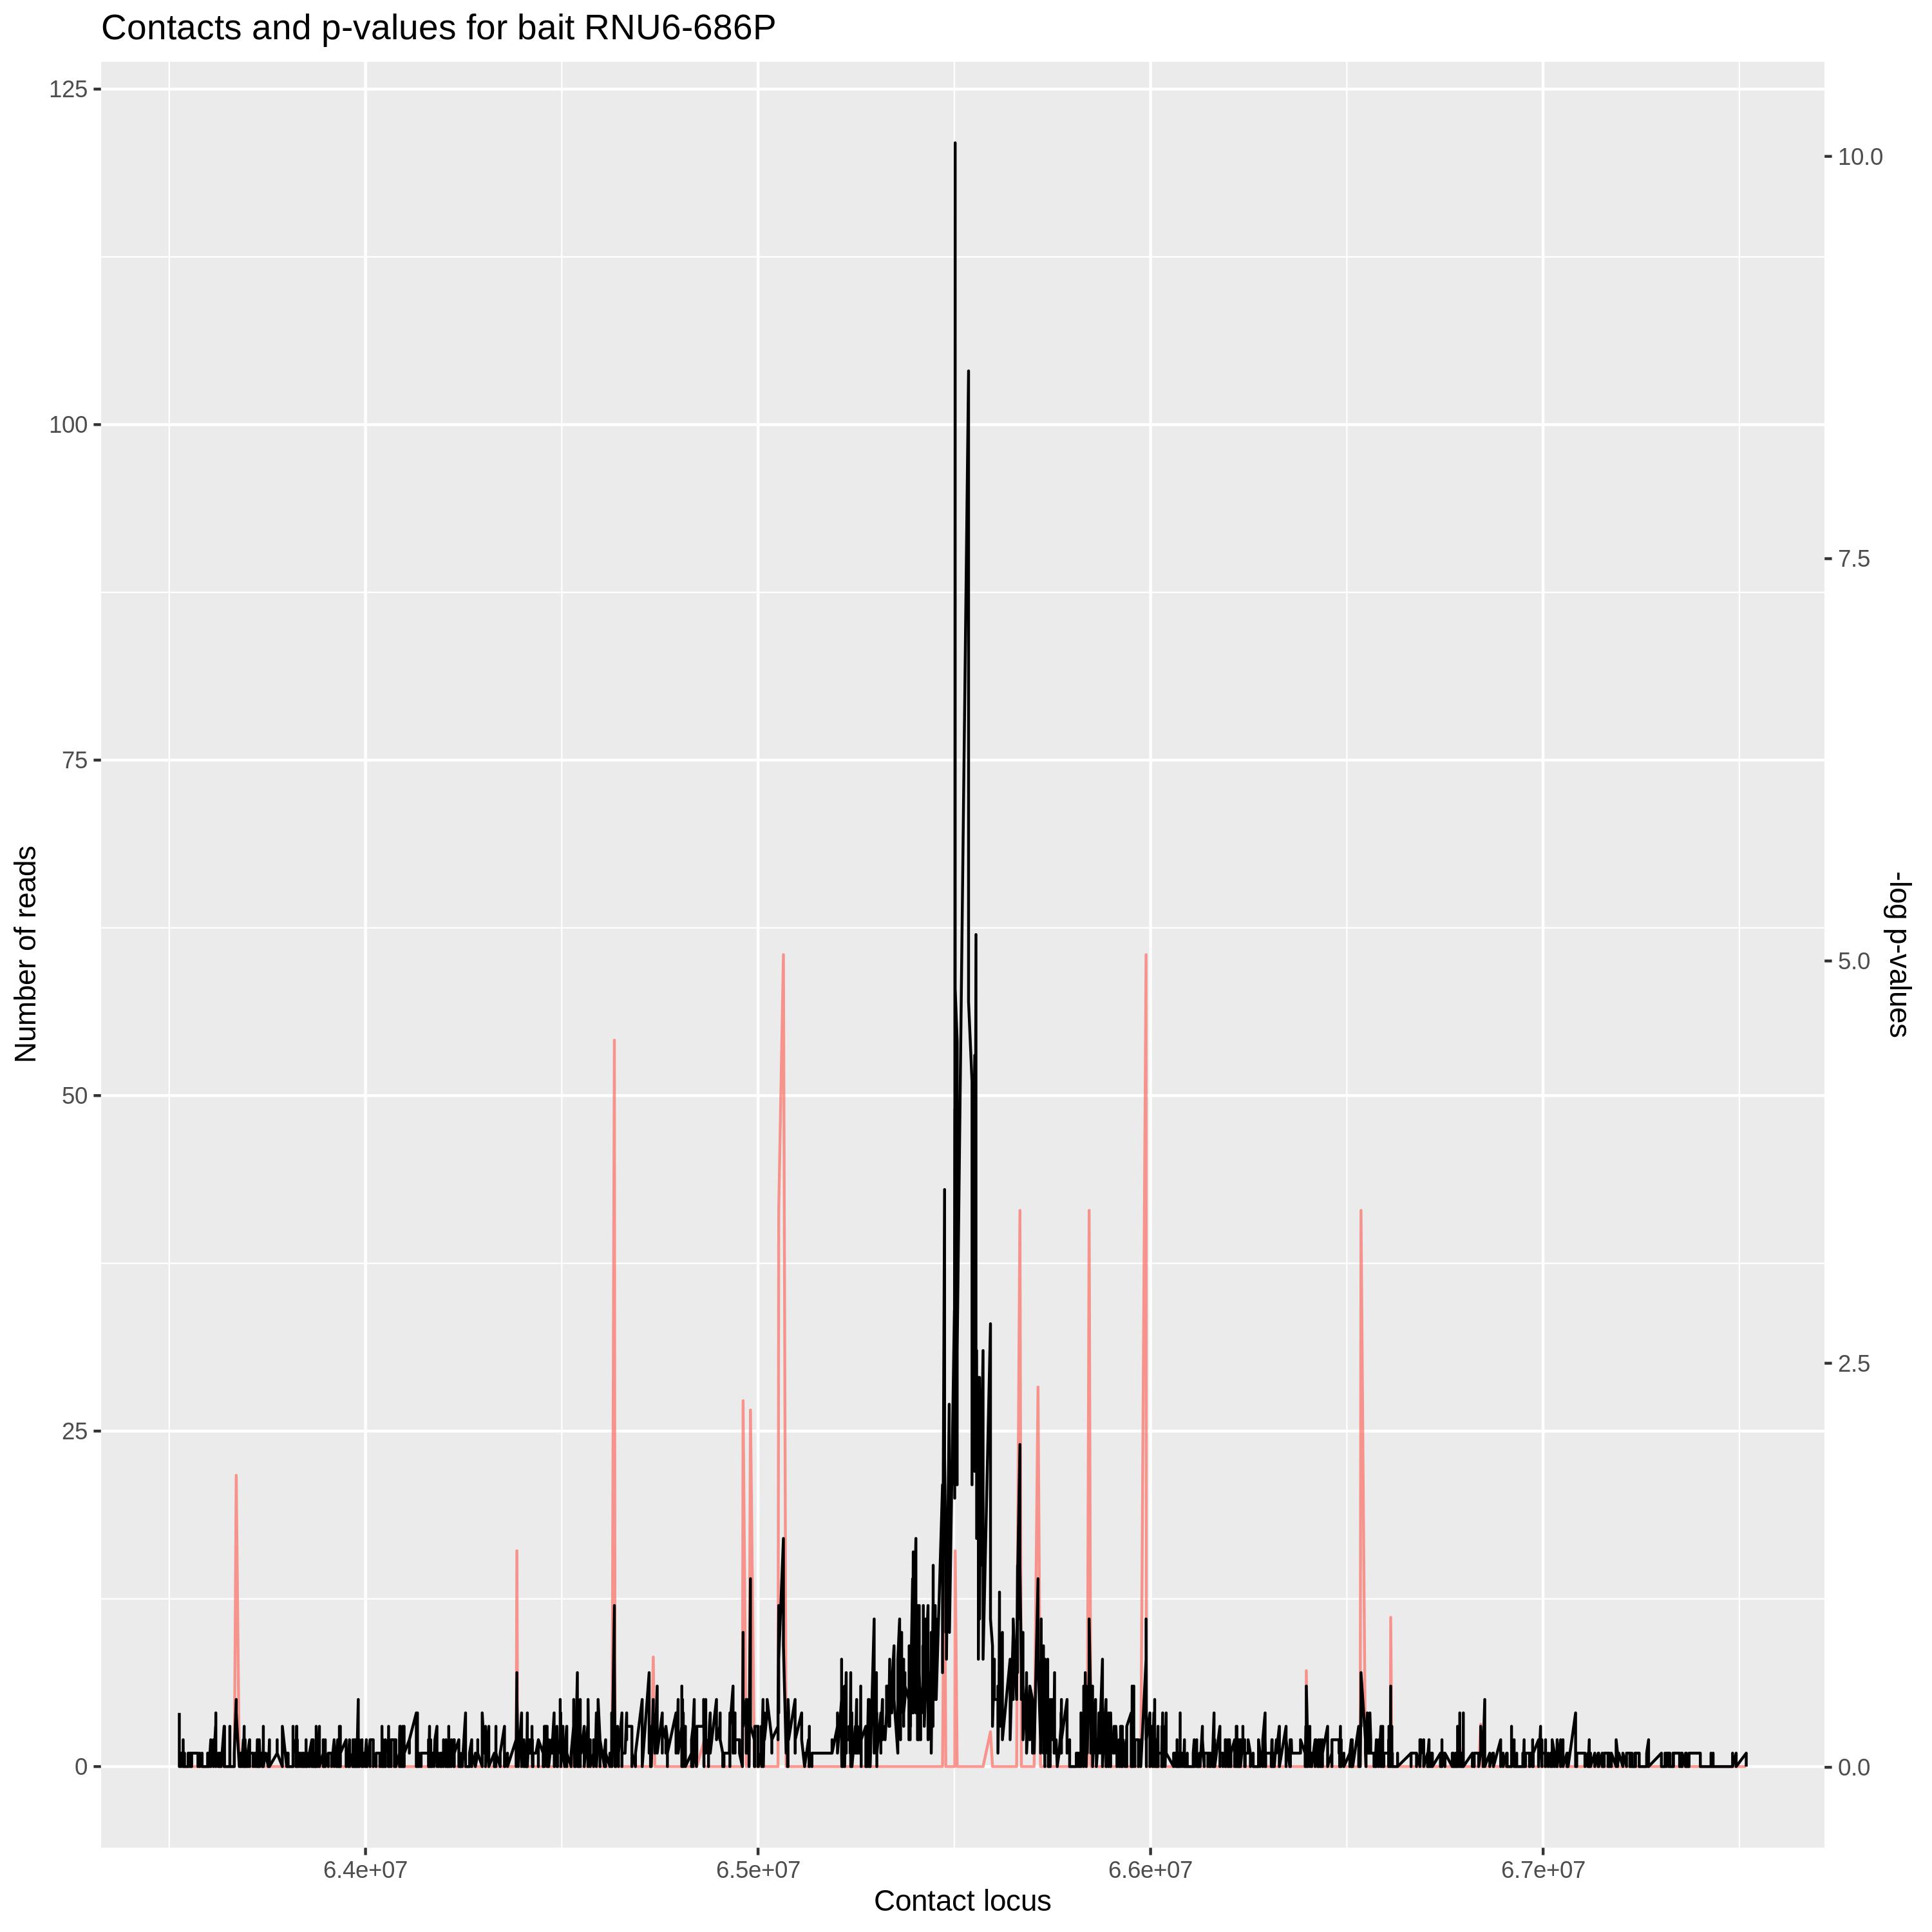 Contacts and p-values for bait RNU6-686P
125
100
75
50
25
0
Number of reads
10.0
7.5
5.0
2.5
0.0
-log p-values
6.4e+07
6.5e+07
6.6e+07
6.7e+07
Contact locus